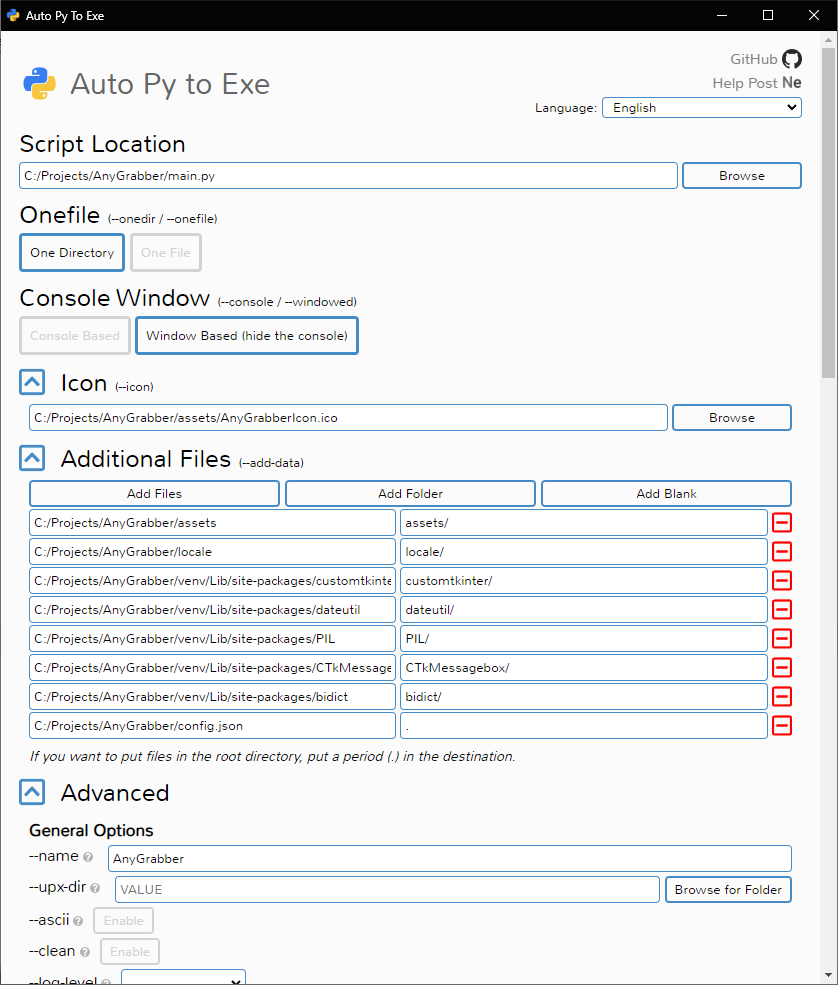 Auto Py To Exe
GitHub
Help Post Ne
Auto Py to Exe
Language: English
Script Location
C:/Projects/AnyGrabber/main.py Browse
Onefile (--onedir / --onefile)
One Directory One File
Console Window (--console / --windowed)
Console Based Window Based (hide the console)
Icon (--icon)
C:/Projects/AnyGrabber/assets/AnyGrabberIcon.ico Browse
Additional Files (--add-data)
Add Files Add Folder Add Blank
C:/Projects/AnyGrabber/assets assets/
C:/Projects/AnyGrabber/locale locale/
C:/Projects/AnyGrabber/venv/Lib/site-packages/customtkinte customtkinter/
C:/Projects/AnyGrabber/venv/Lib/site-packages/dateutil dateutil/
C:/Projects/AnyGrabber/venv/Lib/site-packages/PIL PIL/
C:/Projects/AnyGrabber/venv/Lib/site-packages/CTkMessage CTkMessagebox/
C:/Projects/AnyGrabber/venv/Lib/site-packages/bidict bidict/
C:/Projects/AnyGrabber/config.json .
If you want to put files in the root directory, put a period (.) in the destination.
Advanced
General Options
--name ? AnyGrabber
--upx-dir ? VALUE Browse for Folder
--ascii ? Enable
--clean ? Enable
--log-level ?